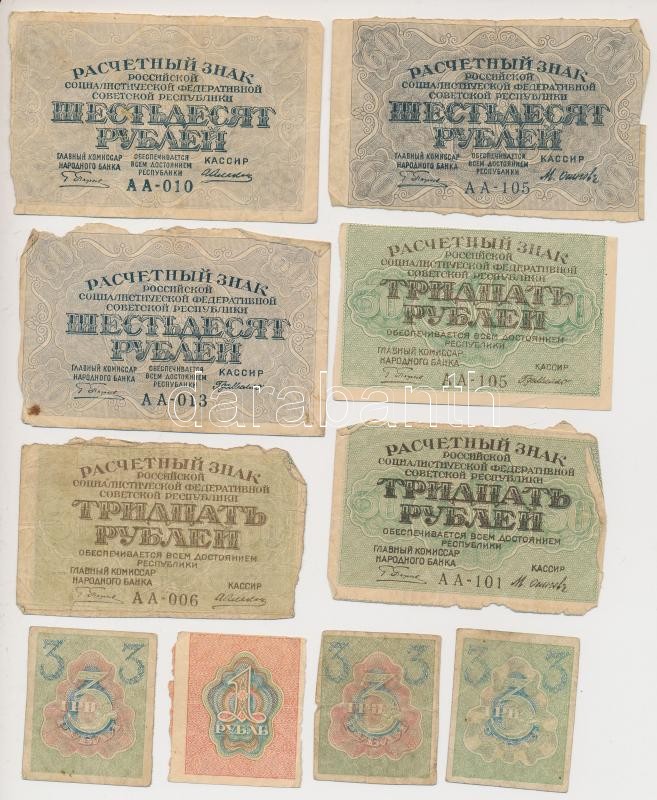 РАСЧЕТНЫЙ ЗНАК
РОССИЙСКОЙ
СОЦИАЛИСТИЧЕСКОЙ ФЕДЕРАТИВНОЙ
СОВЕТСКОЙ РЕСПУБЛИКИ
ШЕСТЬДЕСЯТ
РУБЛЕЙ
ГЛАВНЫЙ КОМИССАР ОБЕСПЕЧИВАЕТСЯ КАССИР
НАРОДНОГО БАНКА ВСЕМ ДОСТОЯНИЕМ
РЕСПУБЛИКИ
АА-010
60 60
РАСЧЕТНЫЙ ЗНАК
РОССИЙСКОЙ
СОЦИАЛИСТИЧЕСКОЙ ФЕДЕРАТИВНОЙ
СОВЕТСКОЙ РЕСПУБЛИКИ
ШЕСТЬДЕСЯТ
РУБЛЕЙ
ГЛАВНЫЙ КОМИССАР ОБЕСПЕЧИВАЕТСЯ КАССИР
НАРОДНОГО БАНКА ВСЕМ ДОСТОЯНИЕМ
РЕСПУБЛИКИ
АА-105
РАСЧЕТНЫЙ ЗНАК
РОССИЙСКОЙ
СОЦИАЛИСТИЧЕСКОЙ ФЕДЕРАТИВНОЙ
СОВЕТСКОЙ РЕСПУБЛИКИ
ШЕСТЬДЕСЯТ
РУБЛЕЙ
ГЛАВНЫЙ КОМИССАР ОБЕСПЕЧИВАЕТСЯ КАССИР
НАРОДНОГО БАНКА ВСЕМ ДОСТОЯНИЕМ
РЕСПУБЛИКИ
АА-013
РАСЧЕТНЫЙ ЗНАК
РОССИЙСКОЙ
СОЦИАЛИСТИЧЕСКОЙ ФЕДЕРАТИВНОЙ
СОВЕТСКОЙ РЕСПУБЛИКИ
ТРИДЦАТЬ
РУБЛЕЙ
ОБЕСПЕЧИВАЕТСЯ ВСЕМ ДОСТОЯНИЕМ
РЕСПУБЛИКИ
ГЛАВНЫЙ КОМИССАР КАССИР
НАРОДНОГО БАНКА
АА-105
darabanth
РАСЧЕТНЫЙ ЗНАК
РОССИЙСКОЙ
СОЦИАЛИСТИЧЕСКОЙ ФЕДЕРАТИВНОЙ
СОВЕТСКОЙ РЕСПУБЛИКИ
ТРИДЦАТЬ
РУБЛЕЙ
ОБЕСПЕЧИВАЕТСЯ ВСЕМ ДОСТОЯНИЕМ
РЕСПУБЛИКИ
ГЛАВНЫЙ КОМИССАР КАССИР
НАРОДНОГО БАНКА
АА-006
РАСЧЕТНЫЙ ЗНАК
РОССИЙСКОЙ
СОЦИАЛИСТИЧЕСКОЙ ФЕДЕРАТИВНОЙ
СОВЕТСКОЙ РЕСПУБЛИКИ
ТРИДЦАТЬ
РУБЛЕЙ
ОБЕСПЕЧИВАЕТСЯ ВСЕМ ДОСТОЯНИЕМ
РЕСПУБЛИКИ
ГЛАВНЫЙ КОМИССАР КАССИР
НАРОДНОГО БАНКА
АА-101
3 3
3
РУБЛЯ
1
РУБЛЬ
3 3
3
РУБЛЯ
3 3
3
РУБЛЯ